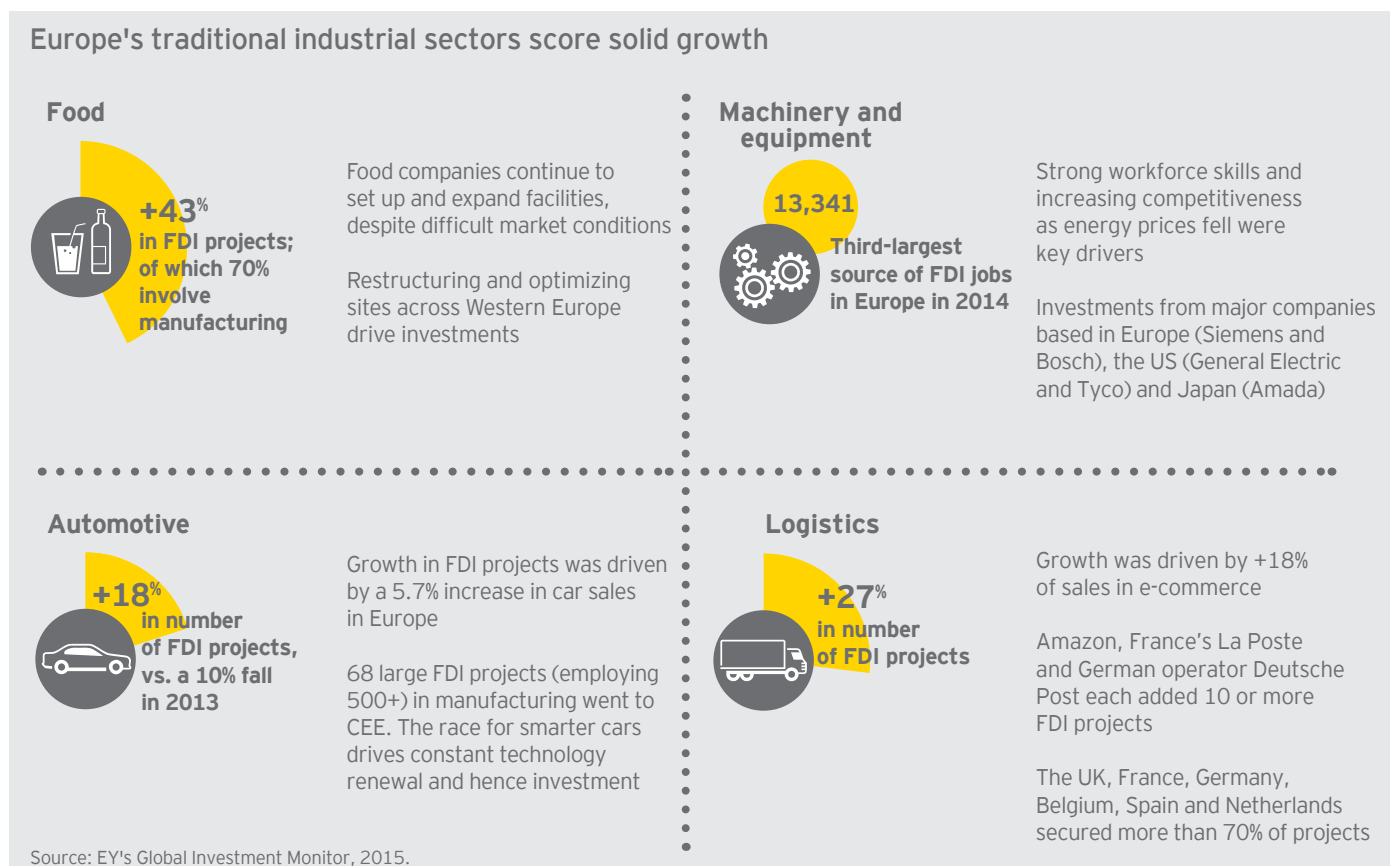 Europe's traditional industrial sectors score solid growth
Food
+43%
in FDI projects;
of which 70%
involve
manufacturing
Food companies continue to
set up and expand facilities,
despite difficult market conditions
Restructuring and optimizing
sites across Western Europe
drive investments
Machinery and
equipment
13,341
Third-largest
source of FDI jobs
in Europe in 2014
Strong workforce skills and
increasing competitiveness
as energy prices fell were
key drivers
Investments from major companies
based in Europe (Siemens and
Bosch), the US (General Electric
and Tyco) and Japan (Amada)
Automotive
+18%
in number
of FDI projects,
vs. a 10% fall
in 2013
Growth in FDI projects was driven
by a 5.7% increase in car sales
in Europe
68 large FDI projects (employing
500+) in manufacturing went to
CEE. The race for smarter cars
drives constant technology
renewal and hence investment
Logistics
+27%
in number
of FDI projects
Growth was driven by +18%
of sales in e-commerce
Amazon, France’s La Poste
and German operator Deutsche
Post each added 10 or more
FDI projects
The UK, France, Germany,
Belgium, Spain and Netherlands
secured more than 70% of projects
Source: EY's Global Investment Monitor, 2015.